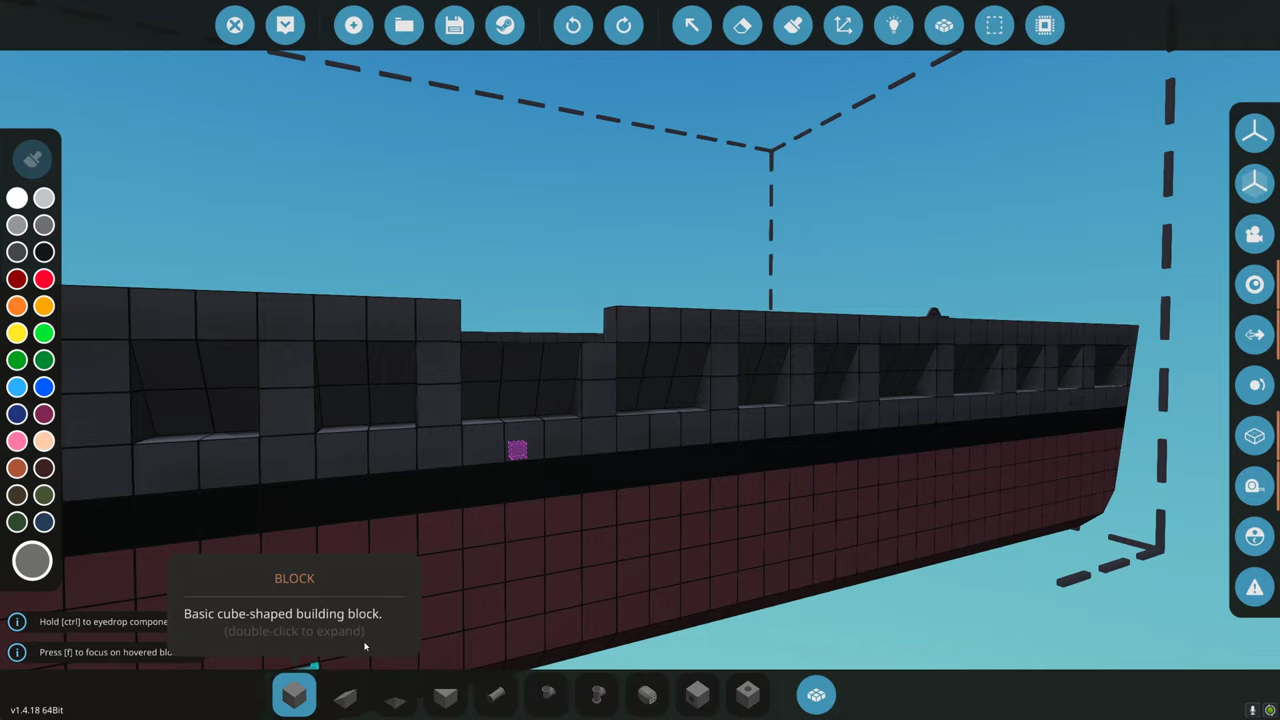 BLOCK
Basic cube-shaped building block.
(double-click to expand)
Hold [ctrl] to eyedrop compone
Press [f] to focus on hovered blo
v1.4.18 64Bit